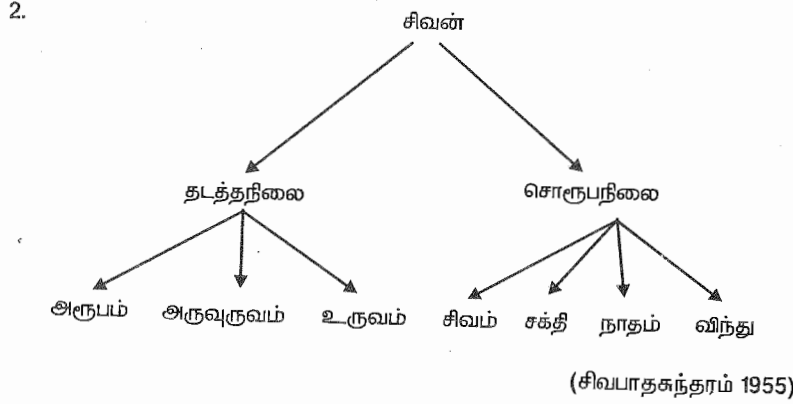 2.
சிவன்
தடத்தநிலை சொரூபநிலை
அரூபம் அருவுருவம் உருவம் சிவம் சக்தி நாதம் விந்து
(சிவபாதசுந்தரம் 1955)